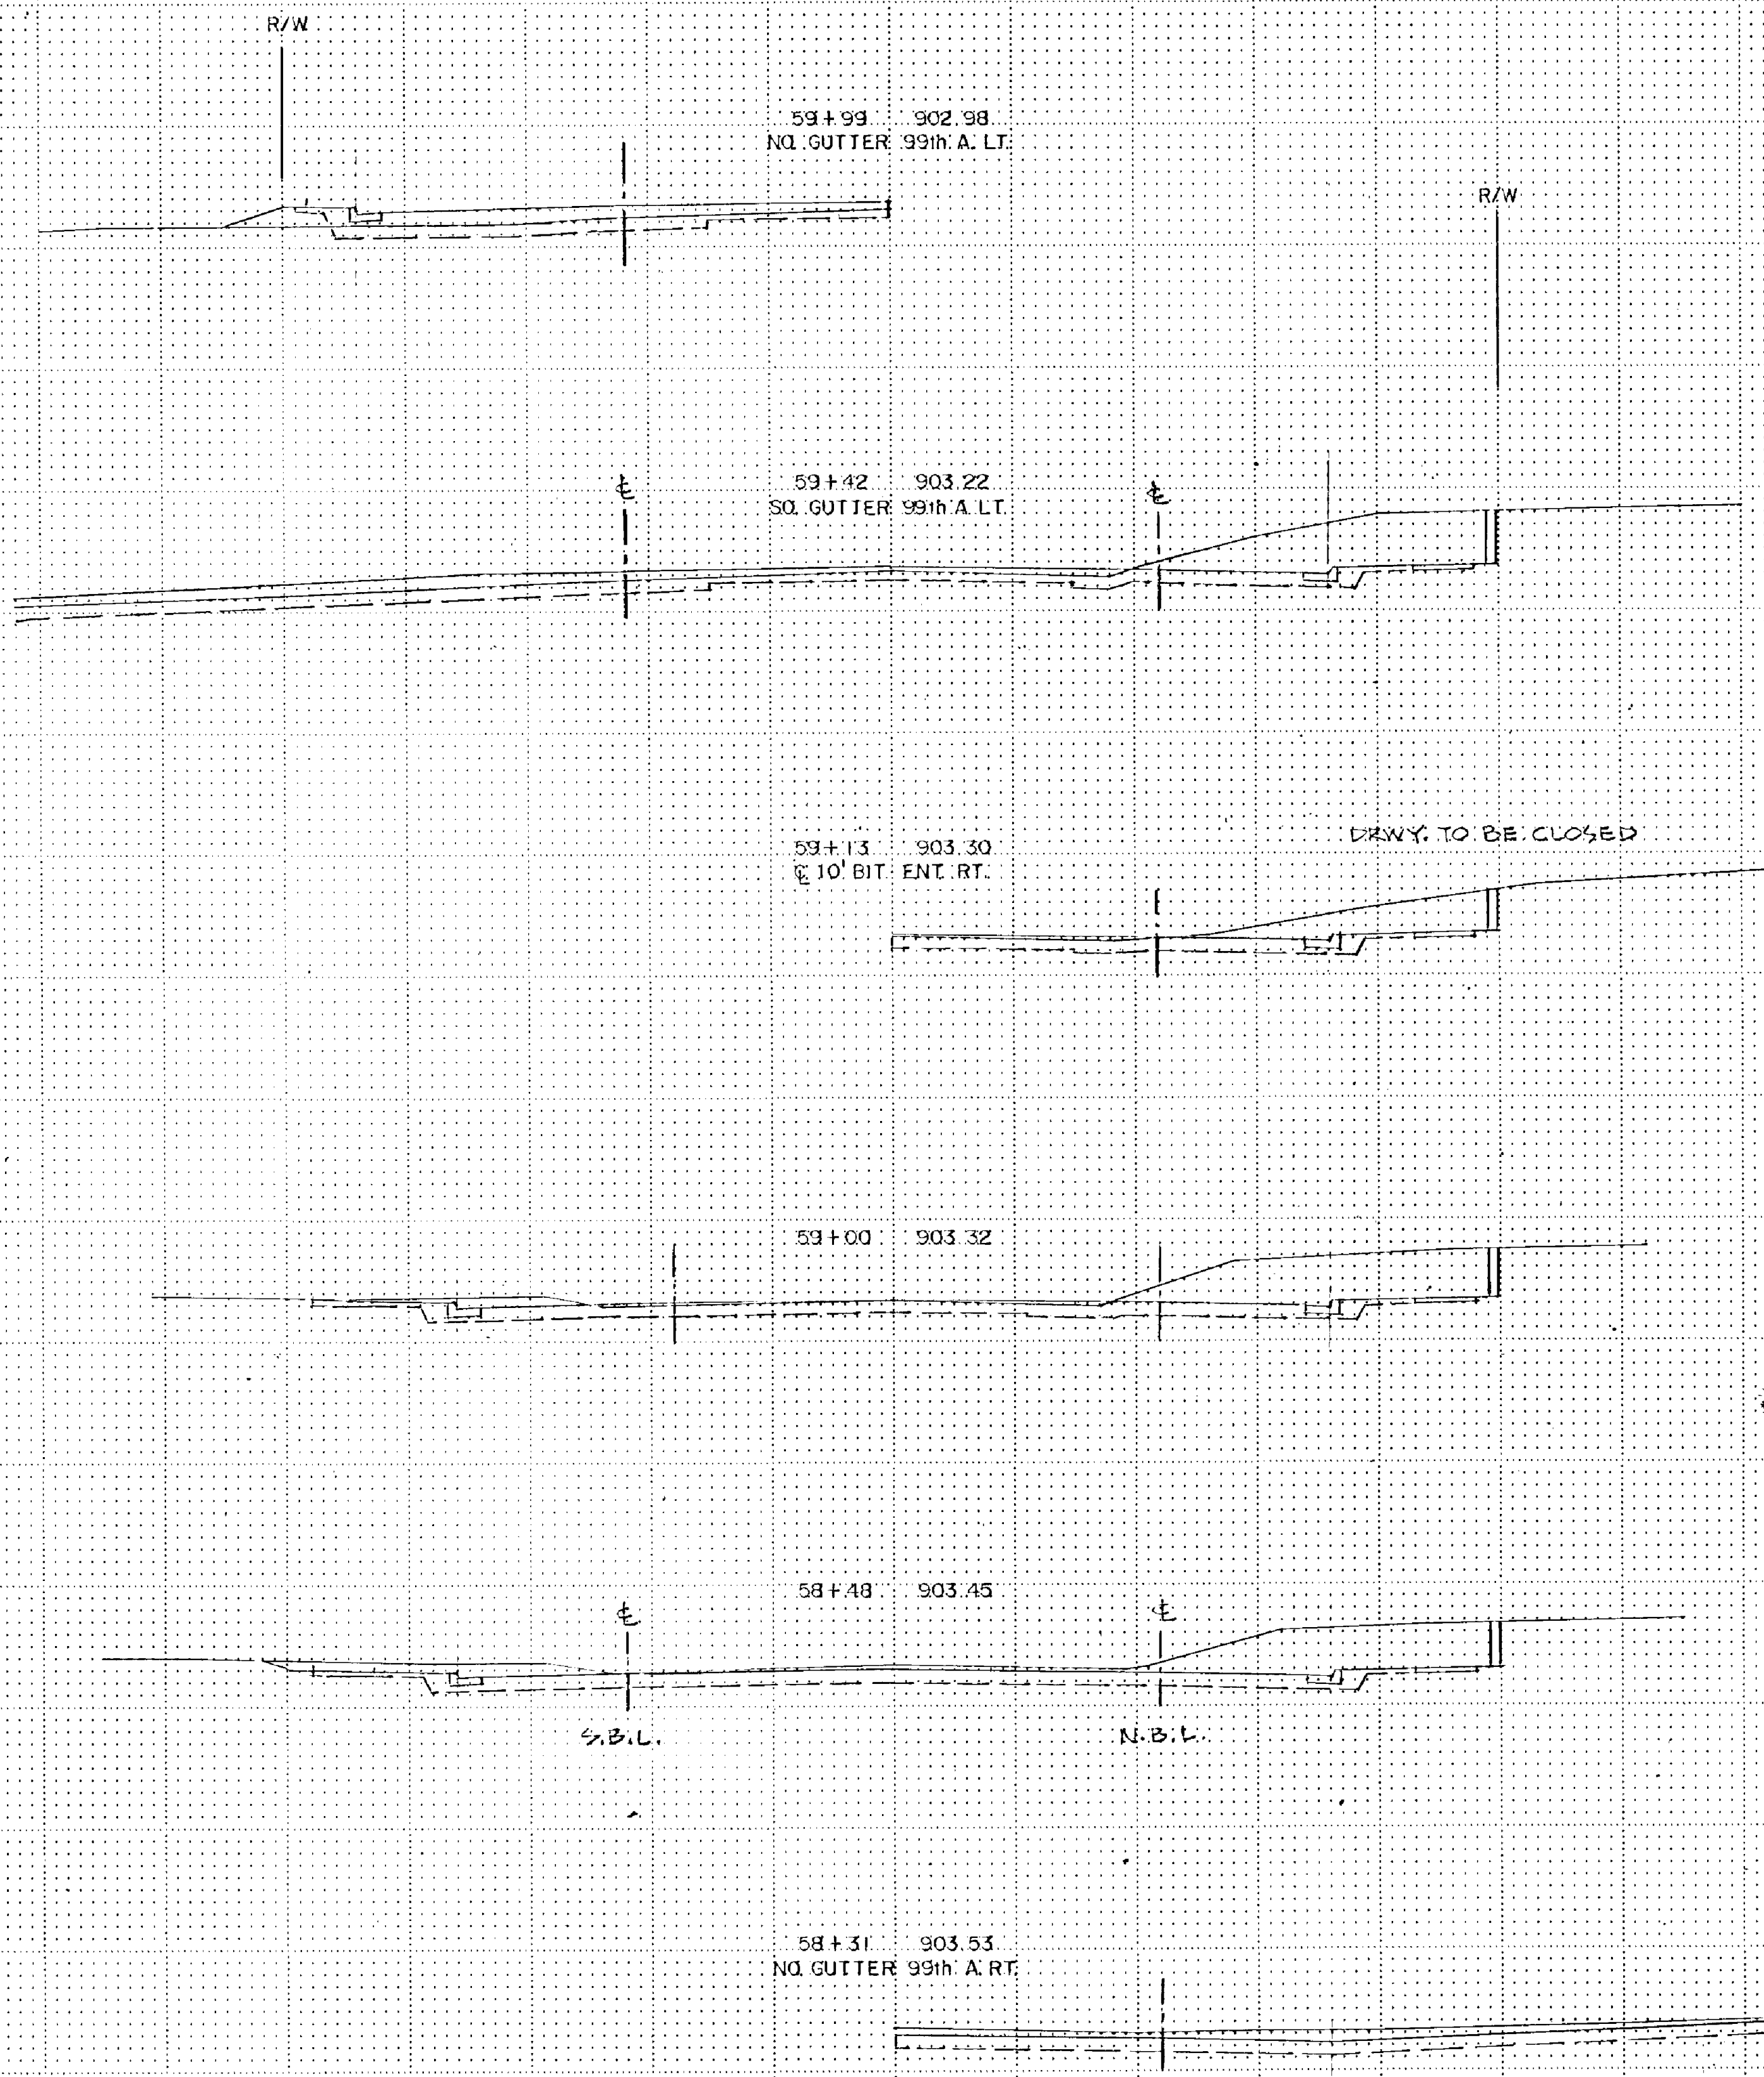 R/W
59+99 902.98
NO. GUTTER 99th A. LT.
R/W
59+42 903.22
SO. GUTTER 99th A. LT.
℄ ℄
DRWY. TO BE CLOSED
59+13 903.30
℄ 10' BIT. ENT. RT.
59+00 903.32
58+48 903.45
℄ ℄
S.B.L. N.B.L.
58+31 903.53
NO. GUTTER 99th A. RT.